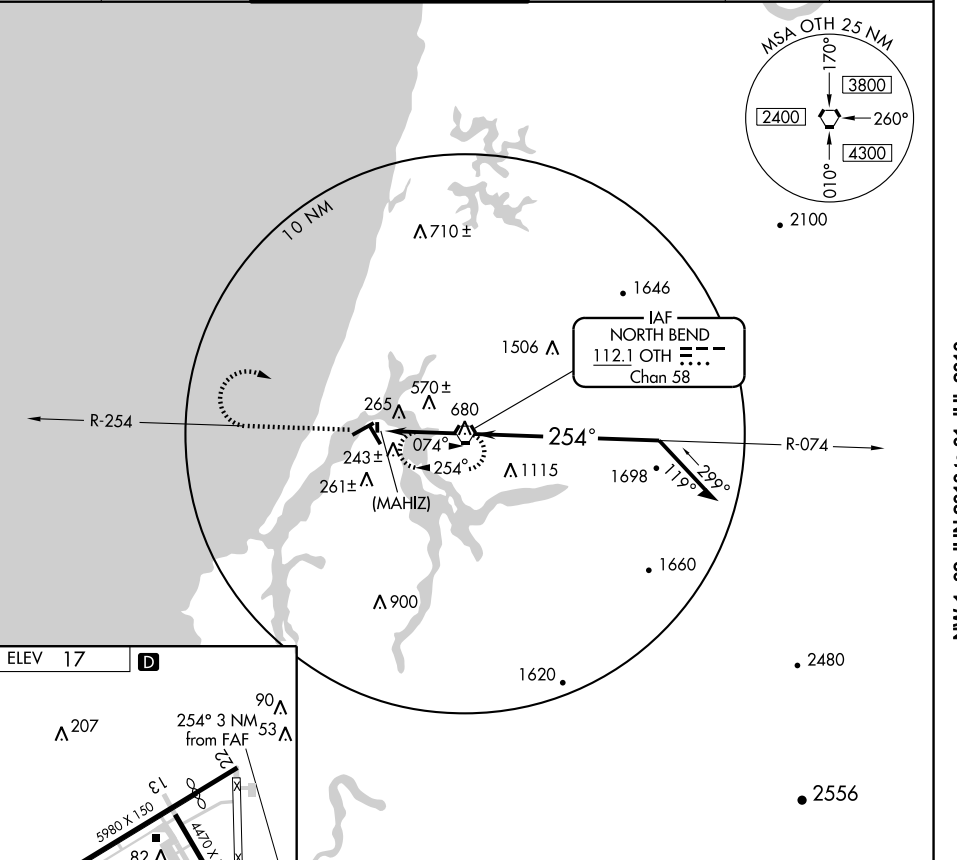 MSA OTH 25 NM
170°
3800
2400
260°
4300
010°
2100
10 NM
710 ±
1646
IAF
NORTH BEND
112.1 OTH
Chan 58
1506
570 ±
265
680
R-254
254°
R-074
074°
243 ±
254°
1115
261±
(MAHIZ)
1698
119°
299°
1660
900
1620
2480
2556
ELEV 17
D
90
207
254° 3 NM
from FAF
53
22
13
X
5980 X 150
4470 X
82
X